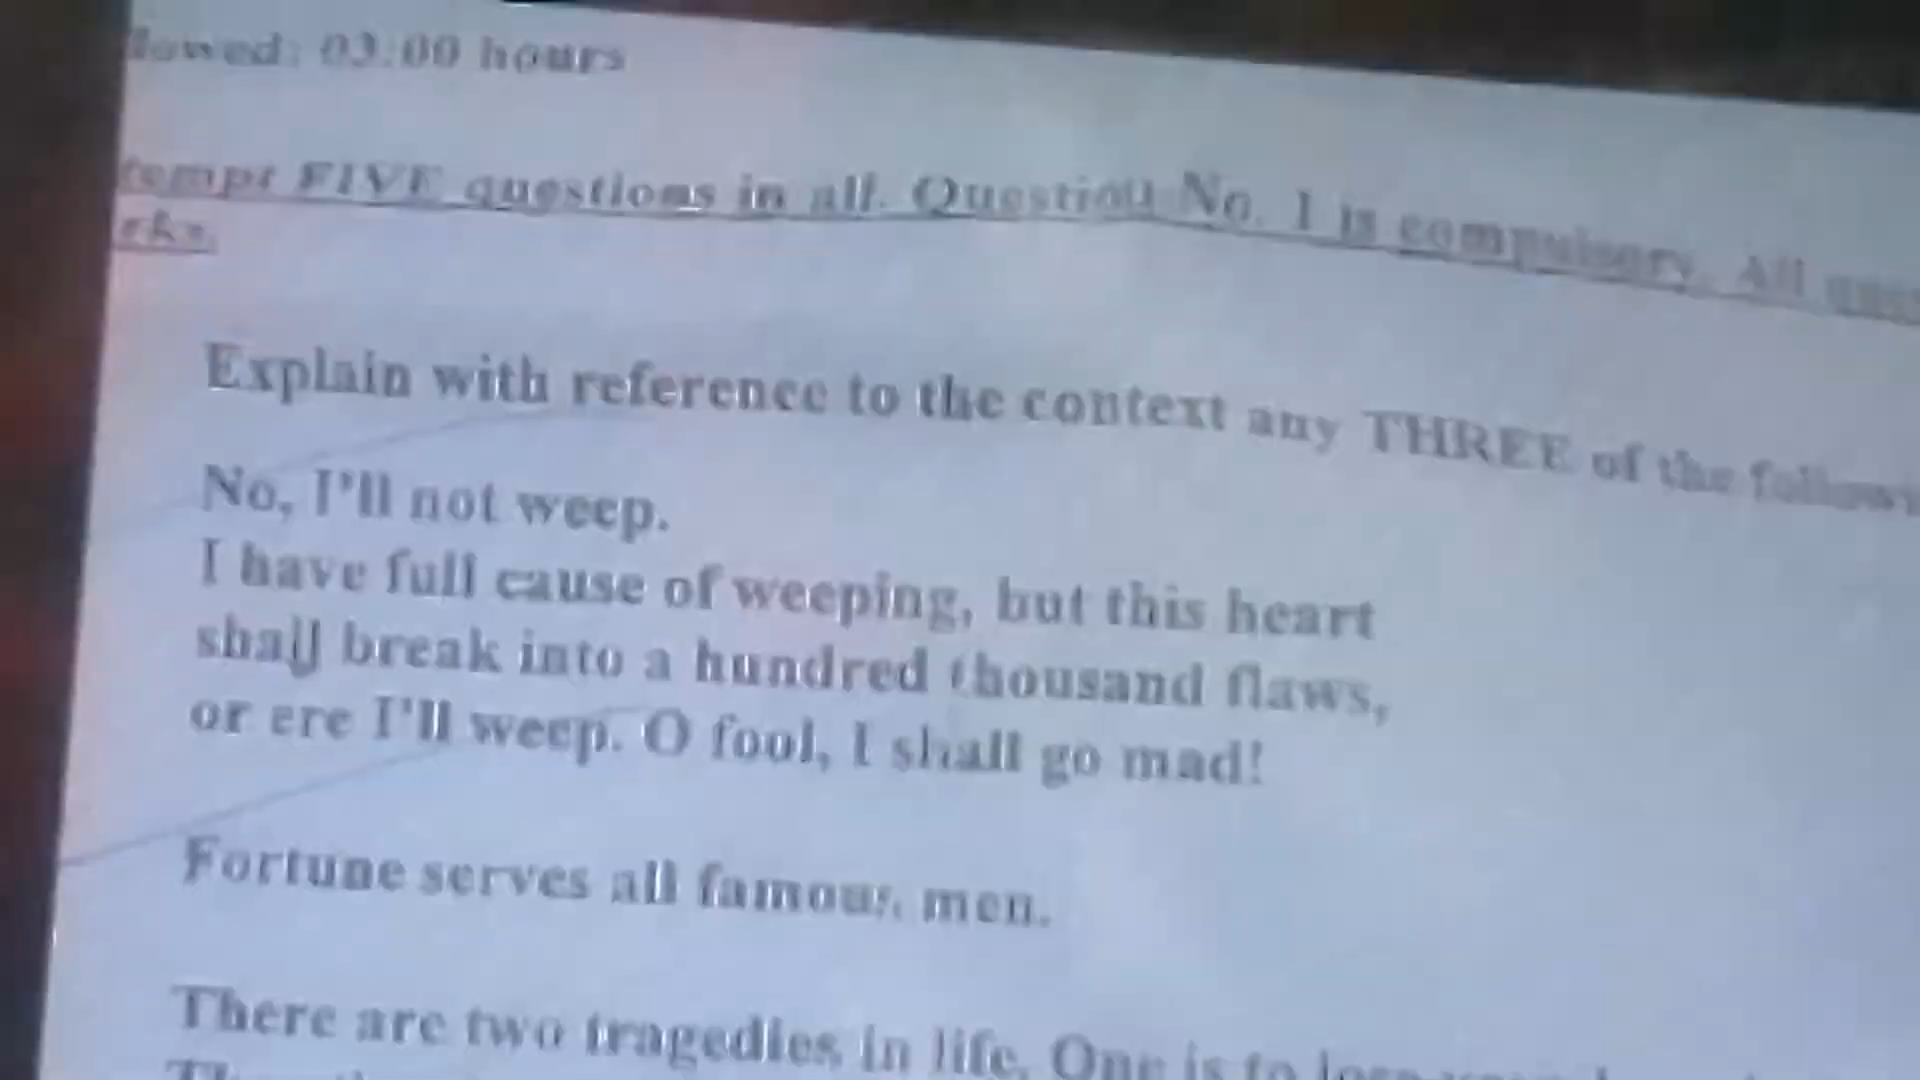 lowed: 03:00 hours
tempt FIVE questions in all. Question No. 1 is compulsory. All
rks.
Explain with reference to the context any THREE of the
No, I'll not weep.
I have full cause of weeping, but this heart
shall break into a hundred thousand flaws,
or ere I'll weep. O fool, I shall go mad!
Fortune serves all famous men.
There are two tragedies in life. One is to